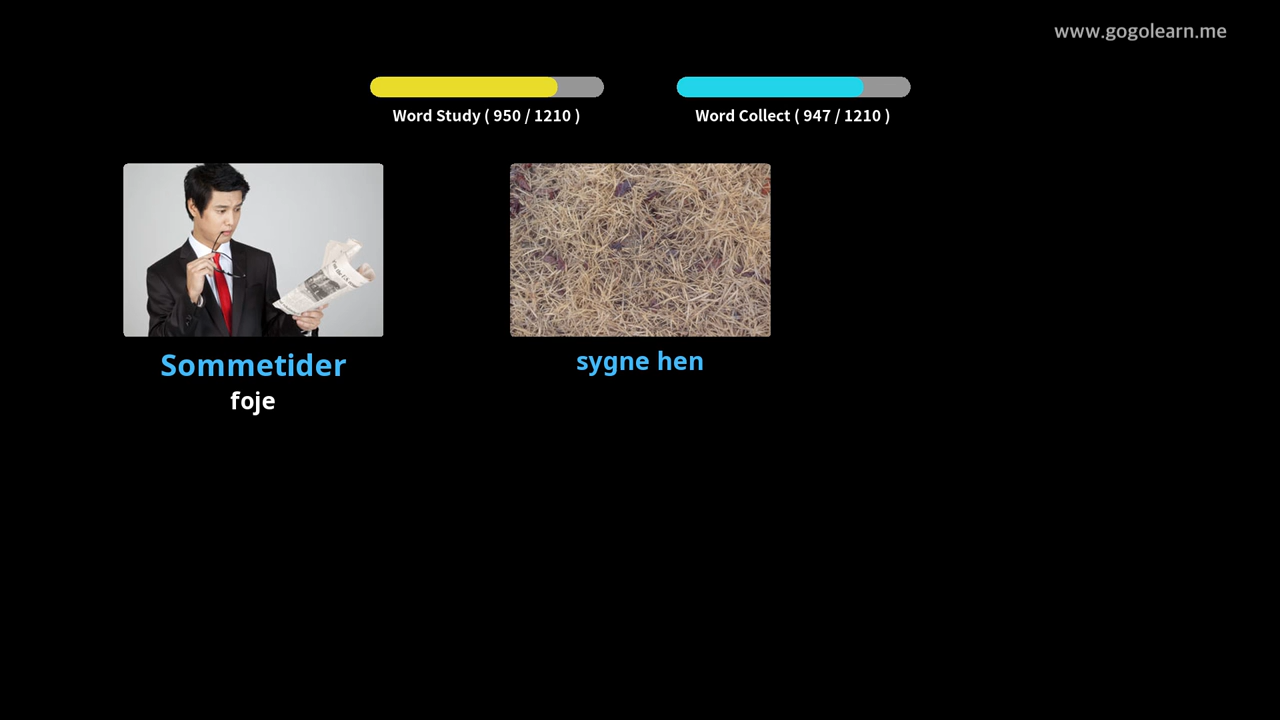 www.gogolearn.me
Word Study ( 950 / 1210 )
Word Collect ( 947 / 1210 )
Sommetider
foje
sygne hen